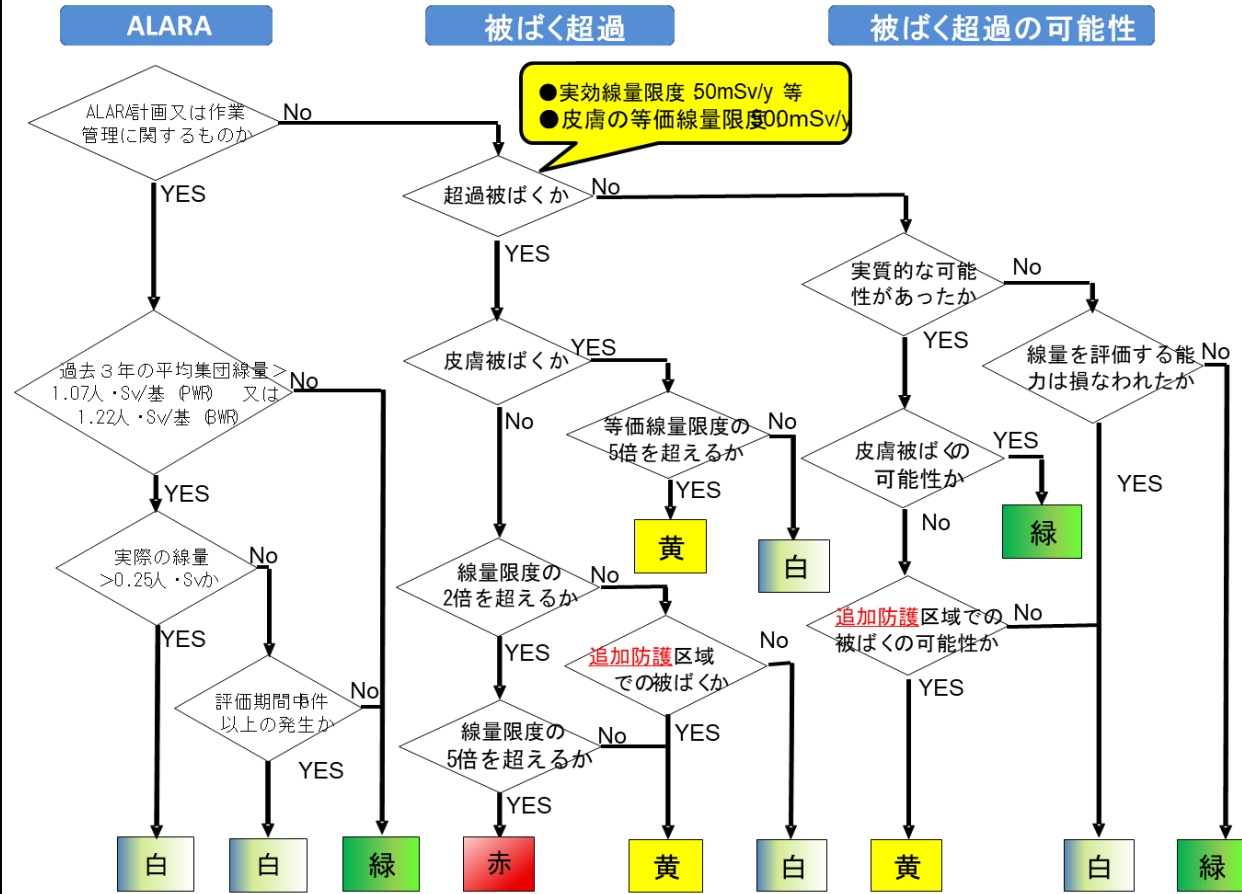 ALARA
被ばく超過
被ばく超過の可能性
●実効線量限度 50mSv/y 等
●皮膚の等価線量限度 500mSv/y
ALARA計画又は作業
管理に関するものか
No
YES
超過被ばくか
No
YES
実質的な可能
性があったか
No
YES
過去3年の平均集団線量>
1.07人・Sv/基 (PWR) 又は
1.22人・Sv/基 (BWR)
No
YES
皮膚被ばくか
YES
No
線量を評価する能
力は損なわれたか
No
YES
等価線量限度の
5倍を超えるか
No
YES
皮膚被ばくの
可能性か
YES
No
緑
黄
白
実際の線量
>0.25人・Svか
No
YES
線量限度の
2倍を超えるか
No
YES
追加防護区域
での被ばくか
No
YES
追加防護区域での
被ばくの可能性か
No
YES
評価期間中
以上の発生か
No
YES
線量限度の
5倍を超えるか
No
YES
白
白
緑
赤
黄
白
黄
白
緑